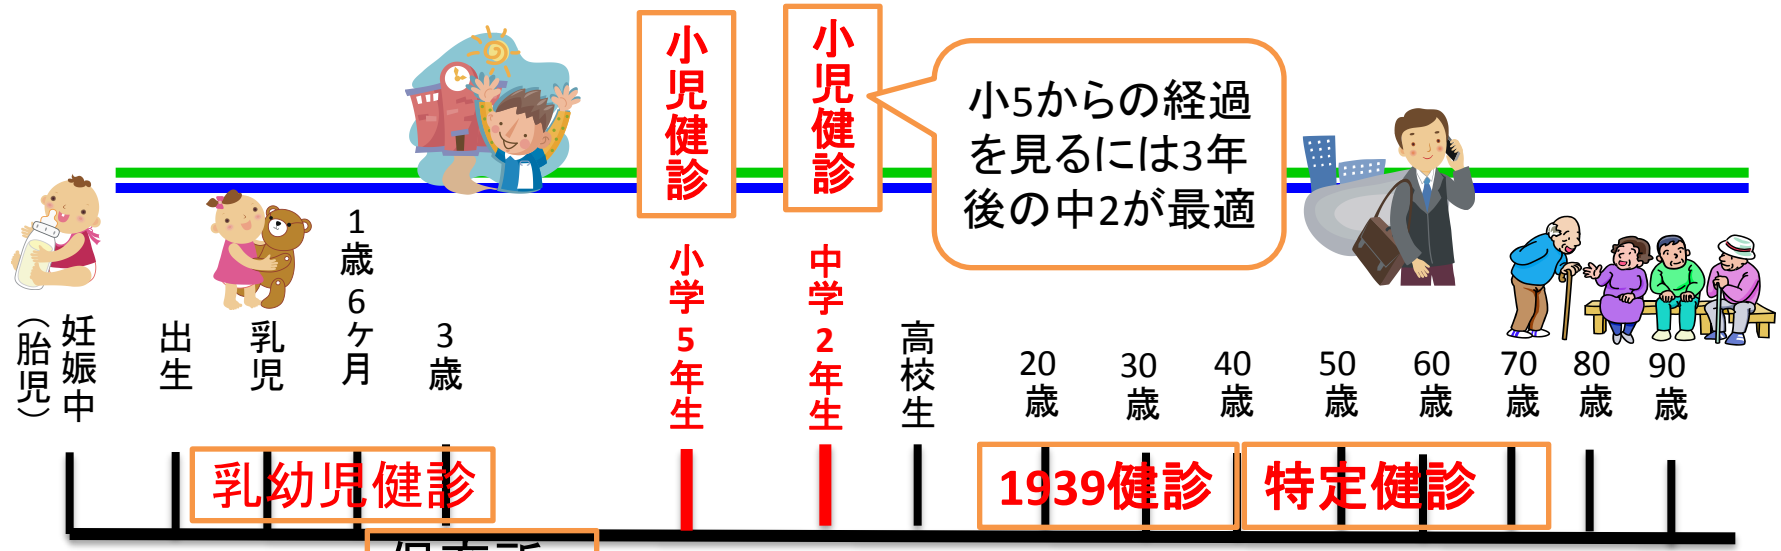 小児健診
小児健診
小5からの経過
を見るには3年
後の中2が最適
妊娠中
（胎児）
出生
乳児
1歳6ヶ月
3歳
小学5年生
中学2年生
高校生
20歳
30歳
40歳
50歳
60歳
70歳
80歳
90歳
乳幼児健診
1939健診
特定健診